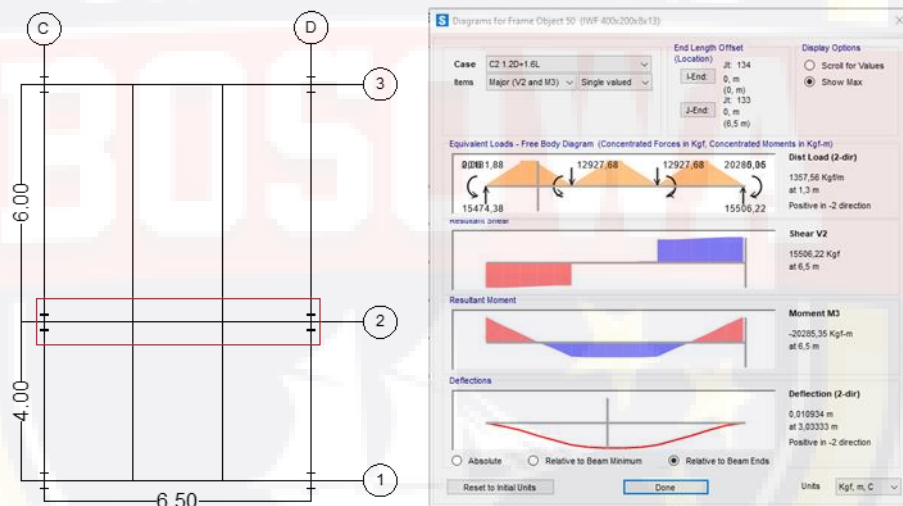 C
D
3
6.00
2
4.00
1
6.50
Diagrams for Frame Object 50 (IWF 400x200x8x13)
Case
C2 1.2D+1.6L
Items
Major (V2 and M3)
Single valued
End Length Offset
(Location)
I-End:
Jt: 134
0, m
(0, m)
J-End:
Jt: 133
0, m
(6,5 m)
Display Options
Scroll for Values
Show Max
Equivalent Loads - Free Body Diagram (Concentrated Forces in Kgf, Concentrated Moments in Kgf-m)
12927,68
12927,68
15474,38
15506,22
Dist Load (2-dir)
1357,56 Kgf/m
at 1,3 m
Positive in -2 direction
Resultant Shear
Shear V2
15506,22 Kgf
at 6,5 m
Resultant Moment
Moment M3
-20285,35 Kgf-m
at 6,5 m
Deflections
Deflection (2-dir)
0,010934 m
at 3,03333 m
Positive in -2 direction
Absolute
Relative to Beam Minimum
Relative to Beam Ends
Reset to Initial Units
Done
Units
Kgf, m, C